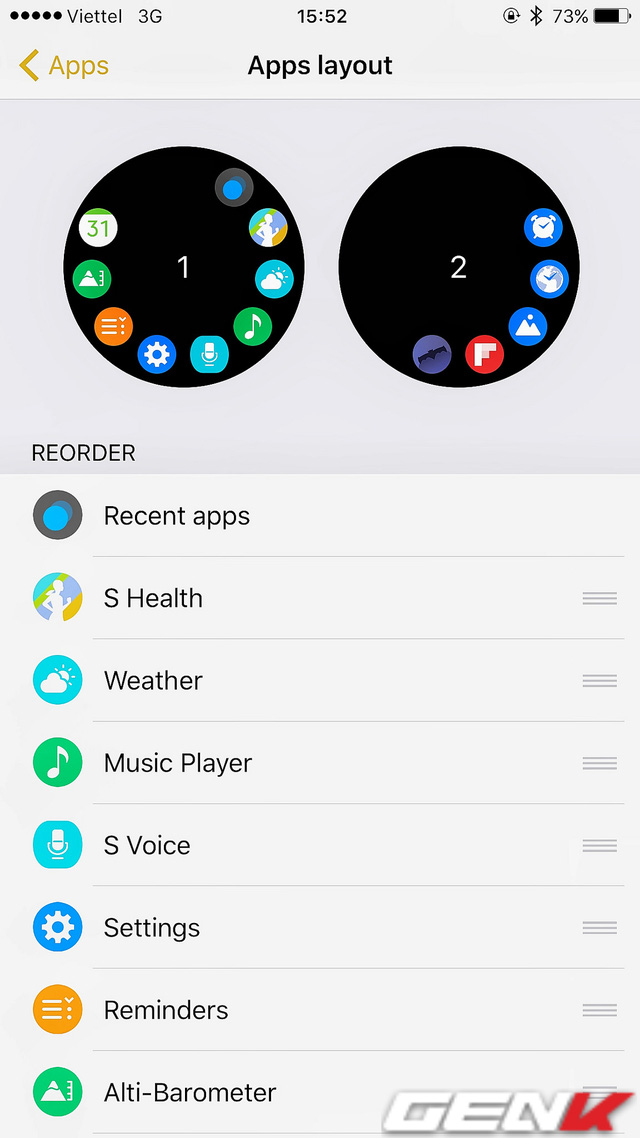 Viettel 3G 15:52 73%
Apps Apps layout
31
1 2
REORDER
Recent apps
S Health
Weather
Music Player
S Voice
Settings
Reminders
Alti-Barometer
GENK